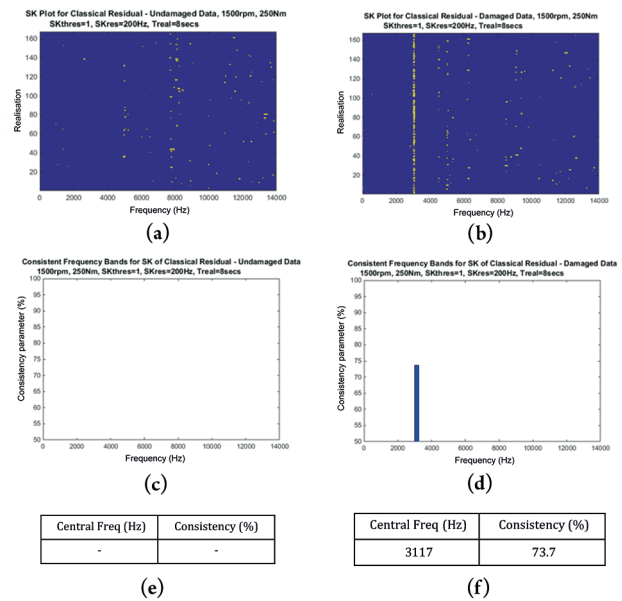 SK Plot for Classical Residual - Undamaged Data, 1500rpm, 250Nm
SKthres=1, SKres=200Hz, Treal=8secs
160
140
120
100
80
60
40
20
Realisation
0 2000 4000 6000 8000 10000 12000 14000
Frequency (Hz)
(a)
SK Plot for Classical Residual - Damaged Data, 1500rpm, 250Nm
SKthres=1, SKres=200Hz, Treal=8secs
160
140
120
100
80
60
40
20
Realisation
0 2000 4000 6000 8000 10000 12000 14000
Frequency (Hz)
(b)
Consistent Frequency Bands for SK of Classical Residual - Undamaged Data
1500rpm, 250Nm, SKthres=1, SKres=200Hz, Treal=8secs
100
95
90
85
80
75
70
65
60
55
50
Consistency parameter (%)
0 2000 4000 6000 8000 10000 12000 14000
Frequency (Hz)
(c)
Consistent Frequency Bands for SK of Classical Residual - Damaged Data
1500rpm, 250Nm, SKthres=1, SKres=200Hz, Treal=8secs
100
95
90
85
80
75
70
65
60
55
50
Consistency parameter (%)
0 2000 4000 6000 8000 10000 12000 14000
Frequency (Hz)
(d)
Central Freq (Hz) Consistency (%)
- -
(e)
Central Freq (Hz) Consistency (%)
3117 73.7
(f)